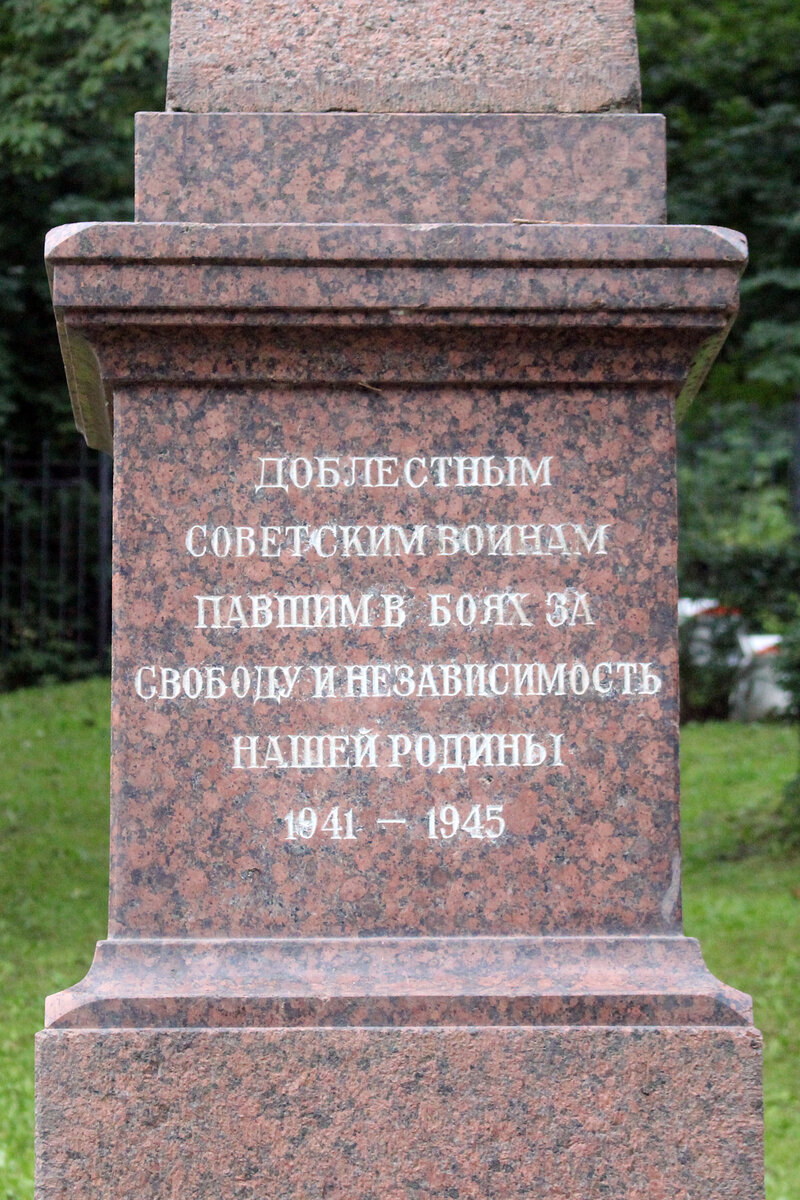 ДОБЛЕСТНЫМ
СОВЕТСКИМ ВОИНАМ
ПАВШИМ В БОЯХ ЗА
СВОБОДУ И НЕЗАВИСИМОСТЬ
НАШЕЙ РОДИНЫ
1941 — 1945